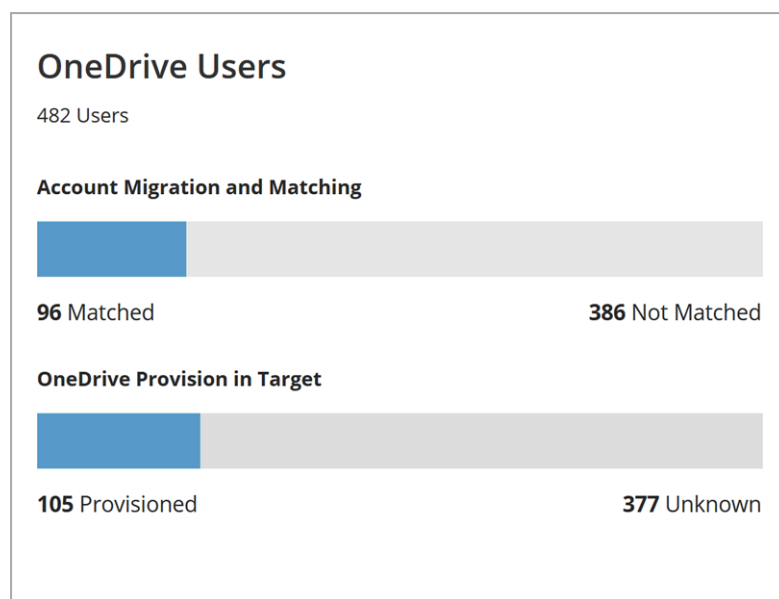 OneDrive Users
482 Users
Account Migration and Matching
96 Matched 386 Not Matched
OneDrive Provision in Target
105 Provisioned 377 Unknown